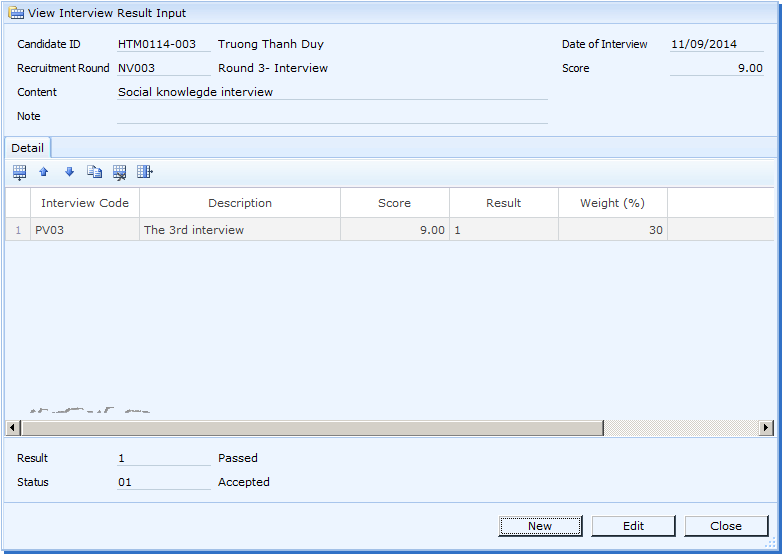 View Interview Result Input
Candidate ID HTM0114-003 Truong Thanh Duy Date of Interview 11/09/2014
Recruitment Round NV003 Round 3- Interview Score 9.00
Content Social knowlegde interview
Note
Detail
Interview Code Description Score Result Weight (%)
1 PV03 The 3rd interview 9.00 1 30
Result 1 Passed
Status 01 Accepted
New Edit Close